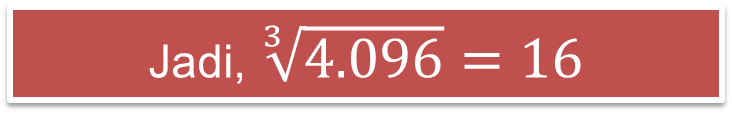 Jadi, ∛4.096 = 16